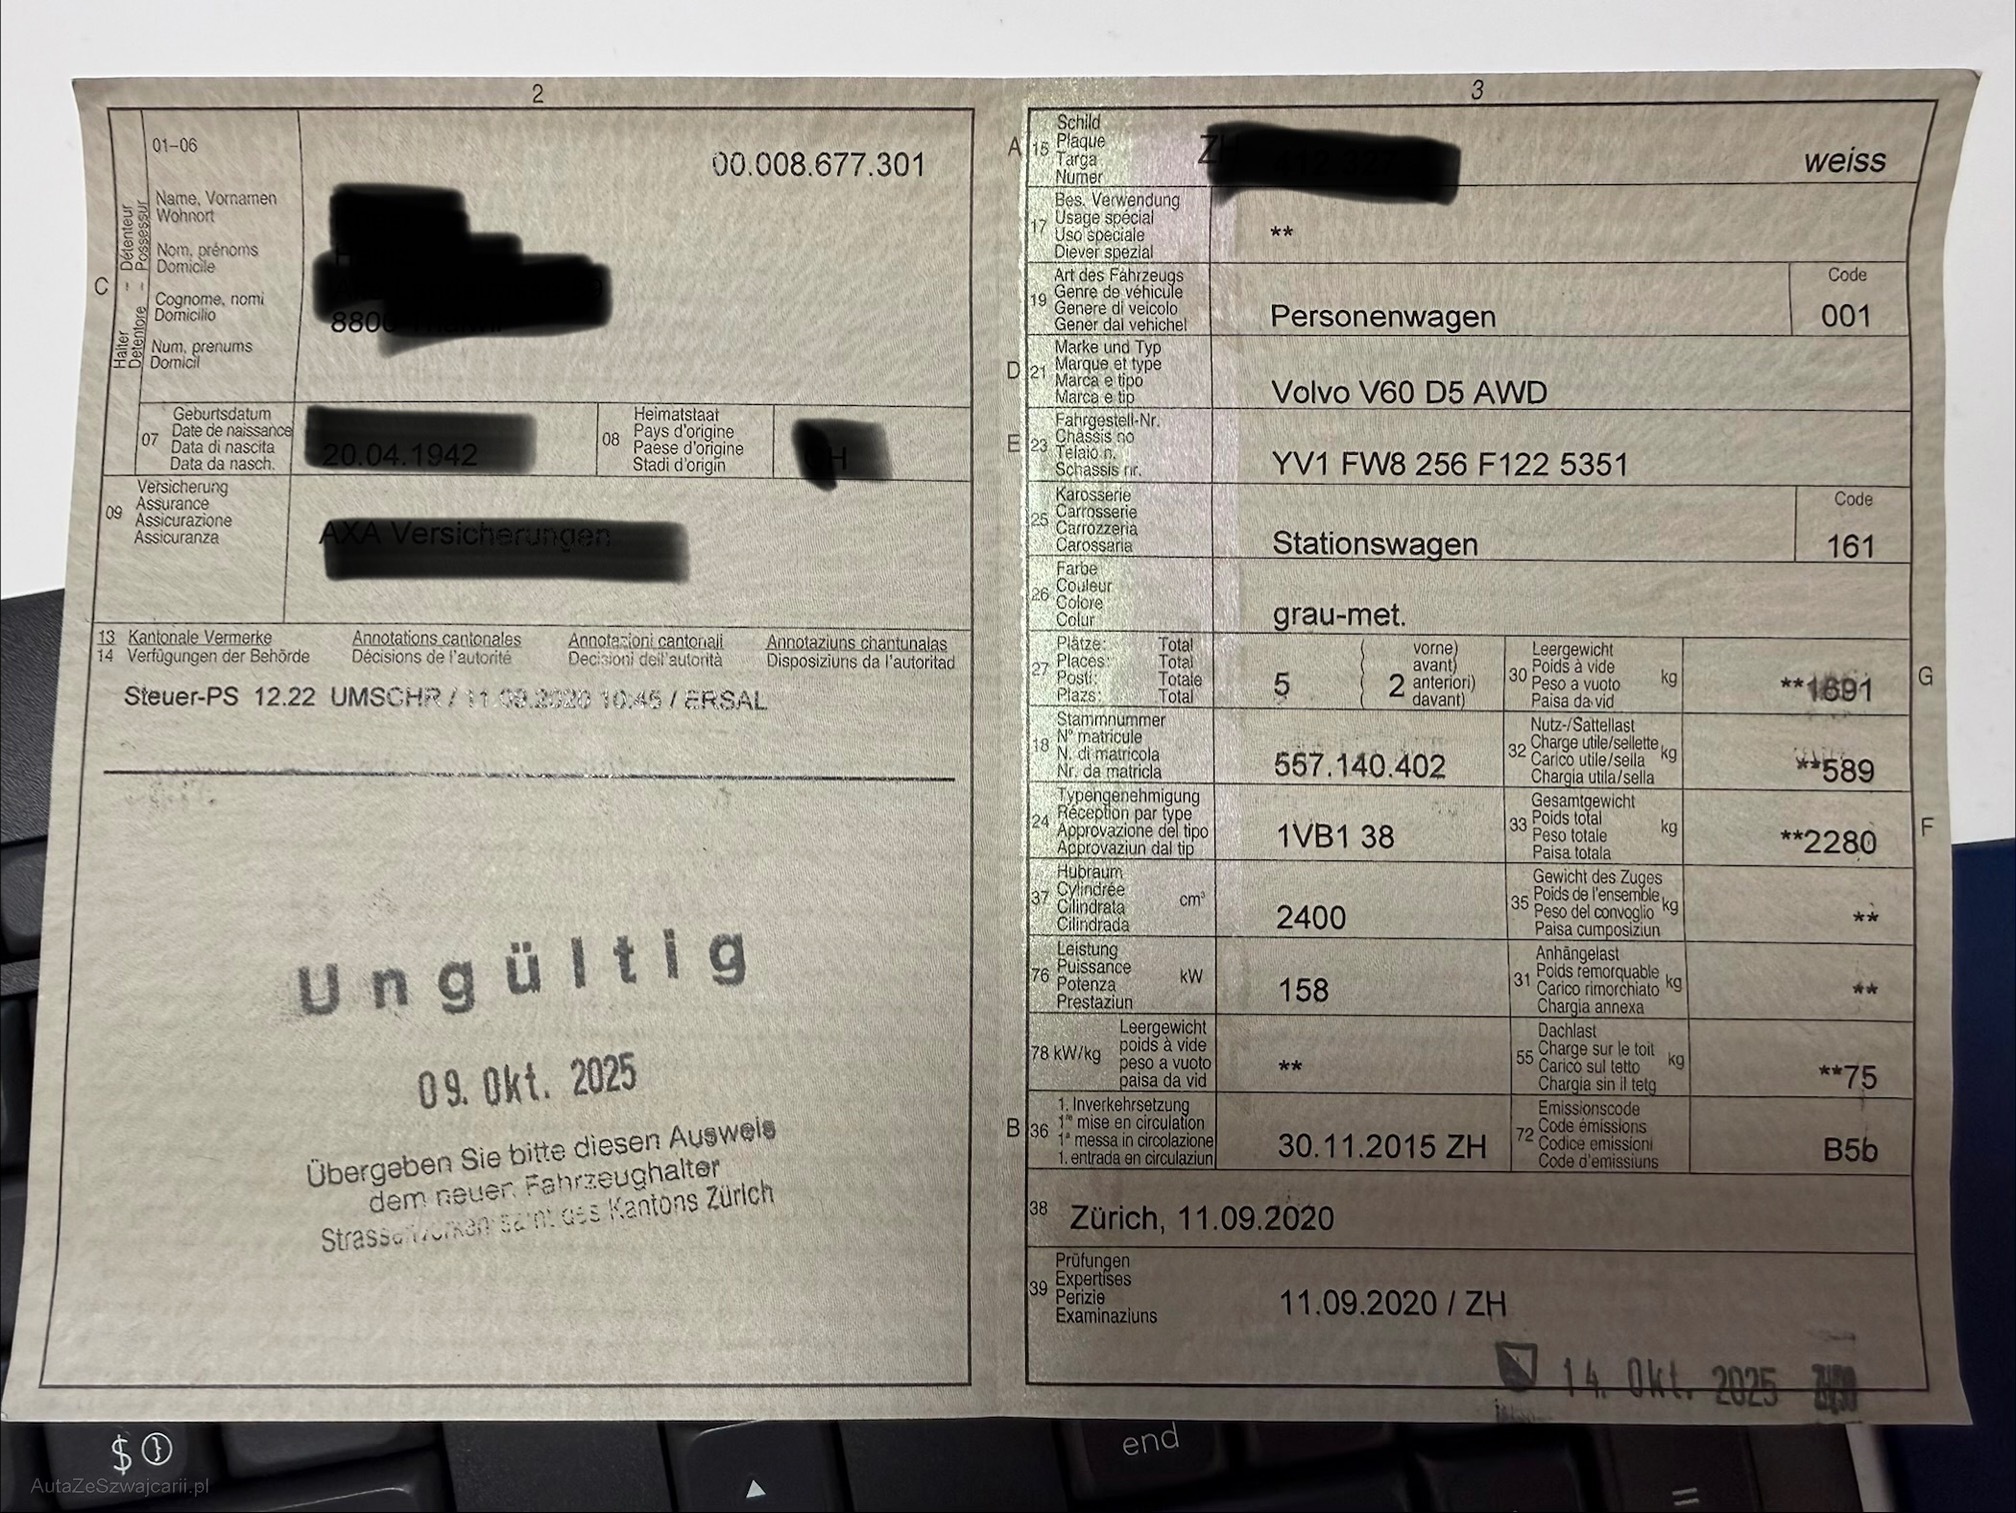 2
01-06
00.008.677.301
C
Halter – Détenteur
Detentore – Possessur
Name, Vornamen
Wohnort
Nom, prénoms
Domicile
Cognome, nomi
Domicilio
Num, prenums
Domicil
07
Geburtsdatum
Date de naissance
Data di nascita
Data da nasch.
08
Heimatstaat
Pays d'origine
Paese d'origine
Stadi d'origin
09
Versicherung
Assurance
Assicurazione
Assicuranza
13 Kantonale Vermerke Annotations cantonales Annotazioni cantonali Annotaziuns chantunalas
14 Verfügungen der Behörde Décisions de l'autorité Decisioni dell'autorità Disposiziuns da l'autoritad
Steuer-PS 12.22 UMSCHR / 11.09.2020 10:45 / ERSAL
Ungültig
09. Okt. 2025
Übergeben Sie bitte diesen Ausweis
dem neuen Fahrzeughalter
Strassenverkehrsamt des Kantons Zürich
3
A
15
Schild
Plaque
Targa
Numer
ZH
weiss
17
Bes. Verwendung
Usage spécial
Uso speciale
Diever spezial
**
19
Art des Fahrzeugs
Genre de véhicule
Genere di veicolo
Gener dal vehichel
Personenwagen
Code
001
D
21
Marke und Typ
Marque et type
Marca e tipo
Marca e tip
Volvo V60 D5 AWD
E
23
Fahrgestell-Nr.
Châssis no
Telaio n.
Schassis nr.
YV1 FW8 256 F122 5351
25
Karosserie
Carrosserie
Carrozzeria
Carossaria
Stationswagen
Code
161
26
Farbe
Couleur
Colore
Colur
grau-met.
27
Plätze: Total
Places: Total
Posti: Totale
Plazs: Total
5
2
vorne)
avant)
anteriori)
davant)
30
Leergewicht
Poids à vide
Peso a vuoto
Paisa da vid
kg
**1691
G
18
Stammnummer
N° matricule
N. di matricola
Nr. da matricla
557.140.402
32
Nutz-/Sattellast
Charge utile/sellette
Carico utile/sella
Chargia utila/sella
kg
**589
24
Typengenehmigung
Réception par type
Approvazione del tipo
Approvaziun dal tip
1VB1 38
33
Gesamtgewicht
Poids total
Peso totale
Paisa totala
kg
**2280
F
37
Hubraum
Cylindrée
Cilindrata
Cilindrada
cm³
2400
35
Gewicht des Zuges
Poids de l'ensemble
Peso del convoglio
Paisa cumposiziun
kg
**
76
Leistung
Puissance
Potenza
Prestaziun
kW
158
31
Anhängelast
Poids remorquable
Carico rimorchiato
Chargia annexa
kg
**
78 kW/kg
Leergewicht
poids à vide
peso a vuoto
paisa da vid
**
55
Dachlast
Charge sur le toit
Carico sul tetto
Chargia sin il tetg
kg
**75
B
36
1. Inverkehrsetzung
1re mise en circulation
1a messa in circolazione
1. entrada en circulaziun
30.11.2015 ZH
72
Emissionscode
Code émissions
Codice emissioni
Code d'emissiuns
B5b
38
Zürich, 11.09.2020
39
Prüfungen
Expertises
Perizie
Examinaziuns
11.09.2020 / ZH
14. Okt. 2025
$
end
=
AutaZeSzwajcarii.pl